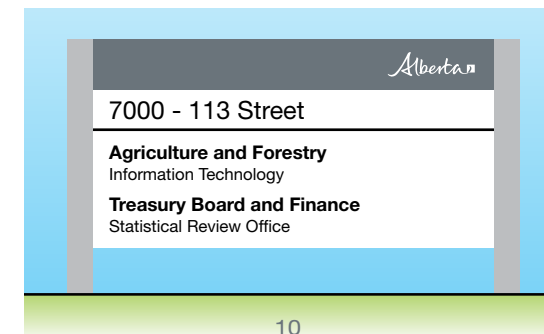 Alberta
7000 - 113 Street
Agriculture and Forestry
Information Technology
Treasury Board and Finance
Statistical Review Office
10